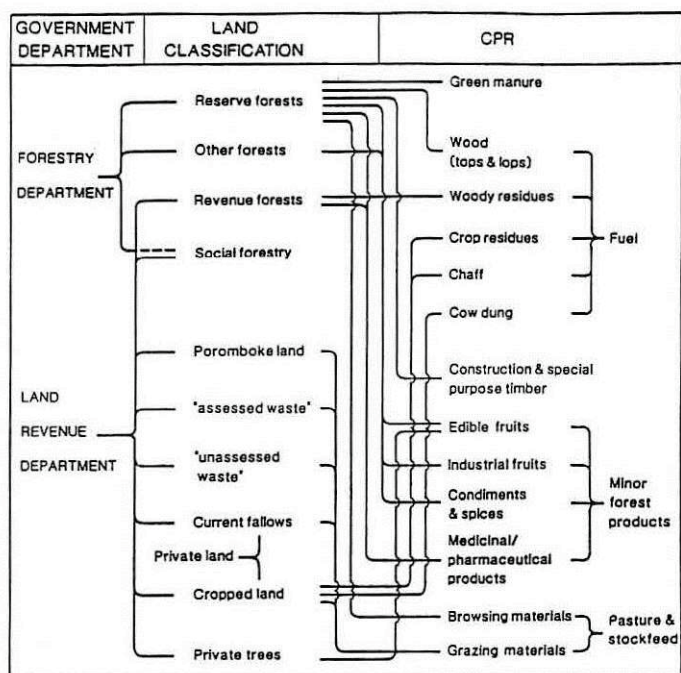 GOVERNMENT
DEPARTMENT
LAND
CLASSIFICATION
CPR
FORESTRY
DEPARTMENT
LAND
REVENUE
DEPARTMENT
Reserve forests
Other forests
Revenue forests
Social forestry
Poromboke land
"assessed waste"
"unassessed
waste"
Current fallows
Private land
Cropped land
Private trees
Green manure
Wood
(tops & lops)
Woody residues
Crop residues
Chaff
Cow dung
Construction & special
purpose timber
Edible fruits
Industrial fruits
Condiments
& spices
Medicinal/
pharmaceutical
products
Browsing materials
Grazing materials
Fuel
Minor
forest
products
Pasture &
stockfeed